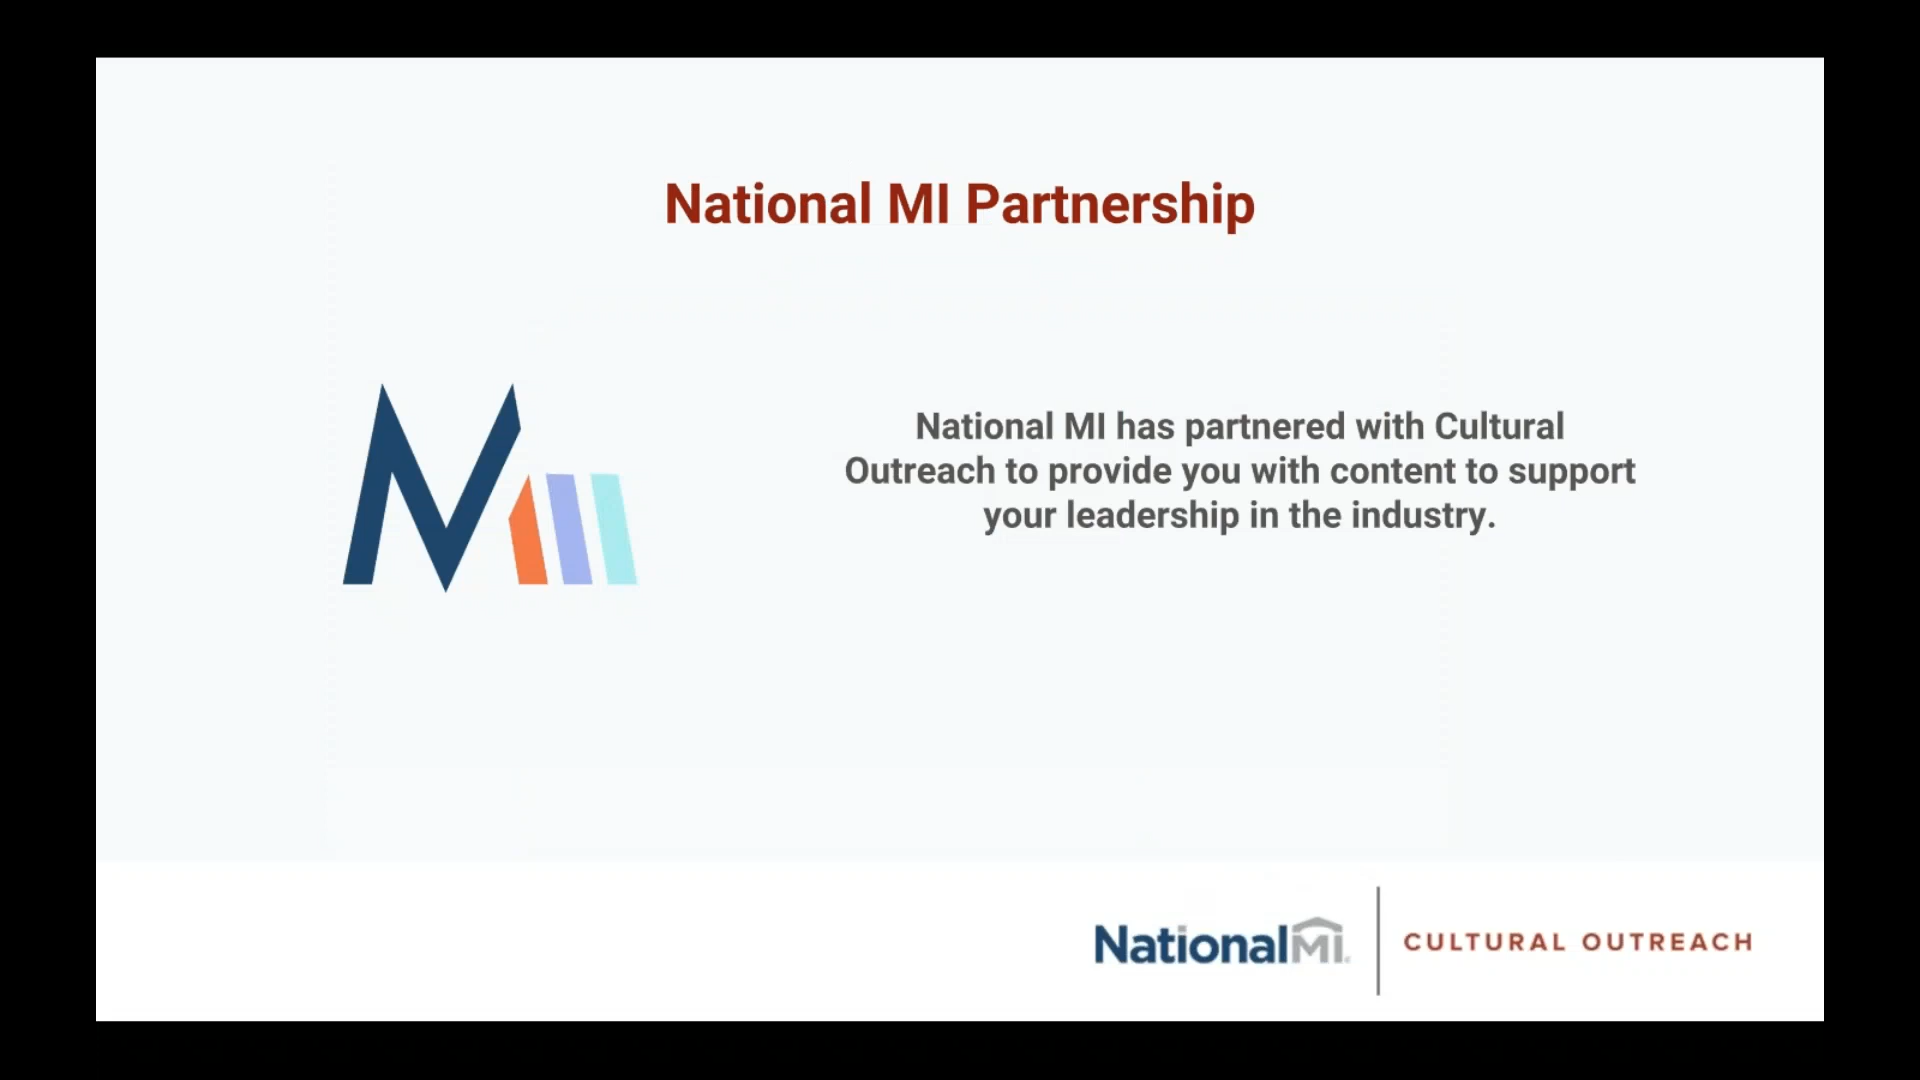 National MI Partnership
National MI has partnered with Cultural
Outreach to provide you with content to support
your leadership in the industry.
NationalMI
CULTURAL OUTREACH